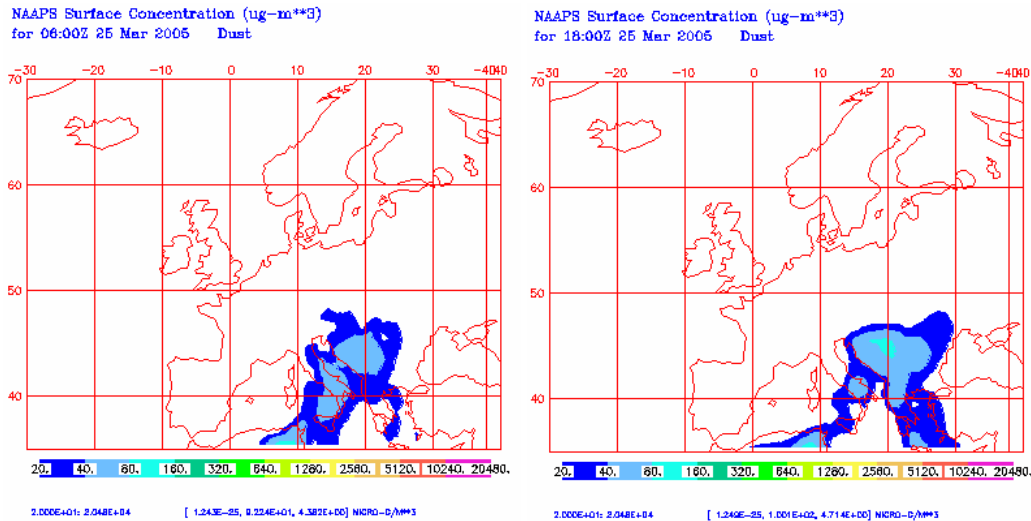 NAAPS Surface Concentration (ug-m**3)
for 06:00Z 25 Mar 2005 Dust
-30 -20 -10 0 10 20 30 -4040
70
60
50
40
20. 40. 80. 160. 320. 640. 1280. 2560. 5120. 10240. 20480.
2.000E+01: 2.048E+04 [ 1.243E-25, 9.224E+01, 4.382E+00] MICRO-G/M**3
NAAPS Surface Concentration (ug-m**3)
for 18:00Z 25 Mar 2005 Dust
-30 -20 -10 0 10 20 30 -4040
70
60
50
40
20. 40. 80. 160. 320. 640. 1280. 2560. 5120. 10240. 20480.
2.000E+01: 2.048E+04 [ 1.249E-25, 1.001E+02, 4.714E+00] MICRO-G/M**3